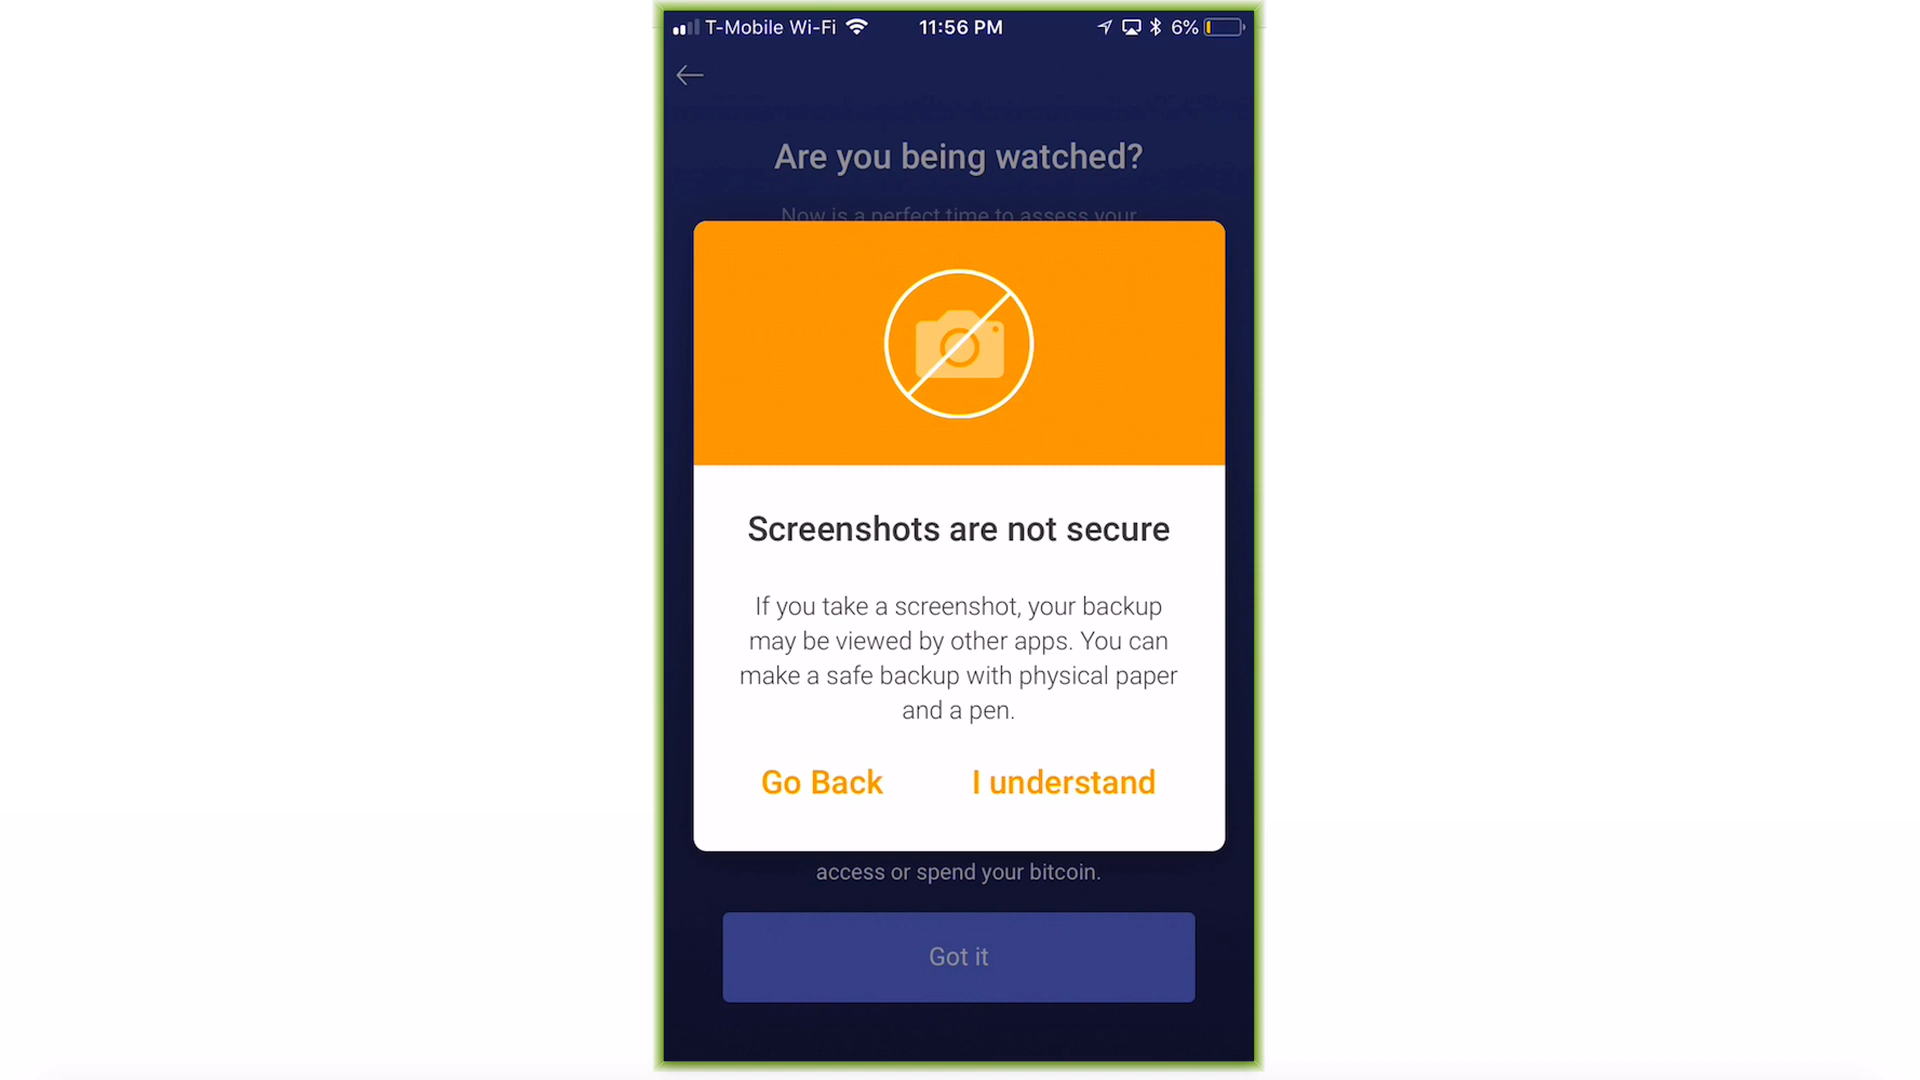 T-Mobile Wi-Fi 11:56 PM 6%
Are you being watched?
Now is a perfect time to assess your
Screenshots are not secure
If you take a screenshot, your backup
may be viewed by other apps. You can
make a safe backup with physical paper
and a pen.
Go Back I understand
access or spend your bitcoin.
Got it